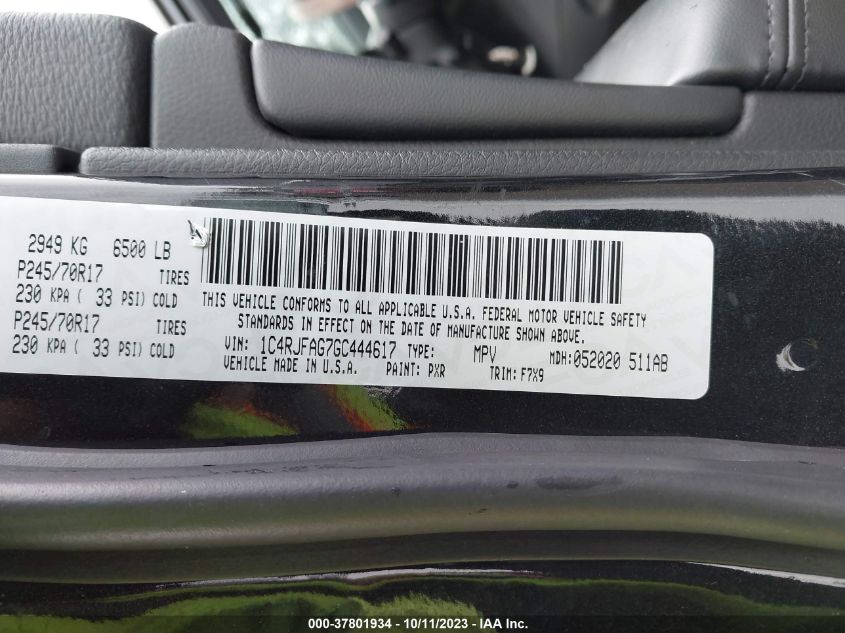 2949 KG 6500 LB
P245/70R17 TIRES
230 KPA ( 33 PSI) COLD
P245/70R17 TIRES
230 KPA ( 33 PSI) COLD
THIS VEHICLE CONFORMS TO ALL APPLICABLE U.S.A. FEDERAL MOTOR VEHICLE SAFETY
STANDARDS IN EFFECT ON THE DATE OF MANUFACTURE SHOWN ABOVE.
VIN: 1C4RJFAG7GC444617 TYPE: MPV MDH:052020 511AB
VEHICLE MADE IN U.S.A. PAINT: PXR TRIM:F7X9
000-37801934 - 10/11/2023 - © IAA Inc.